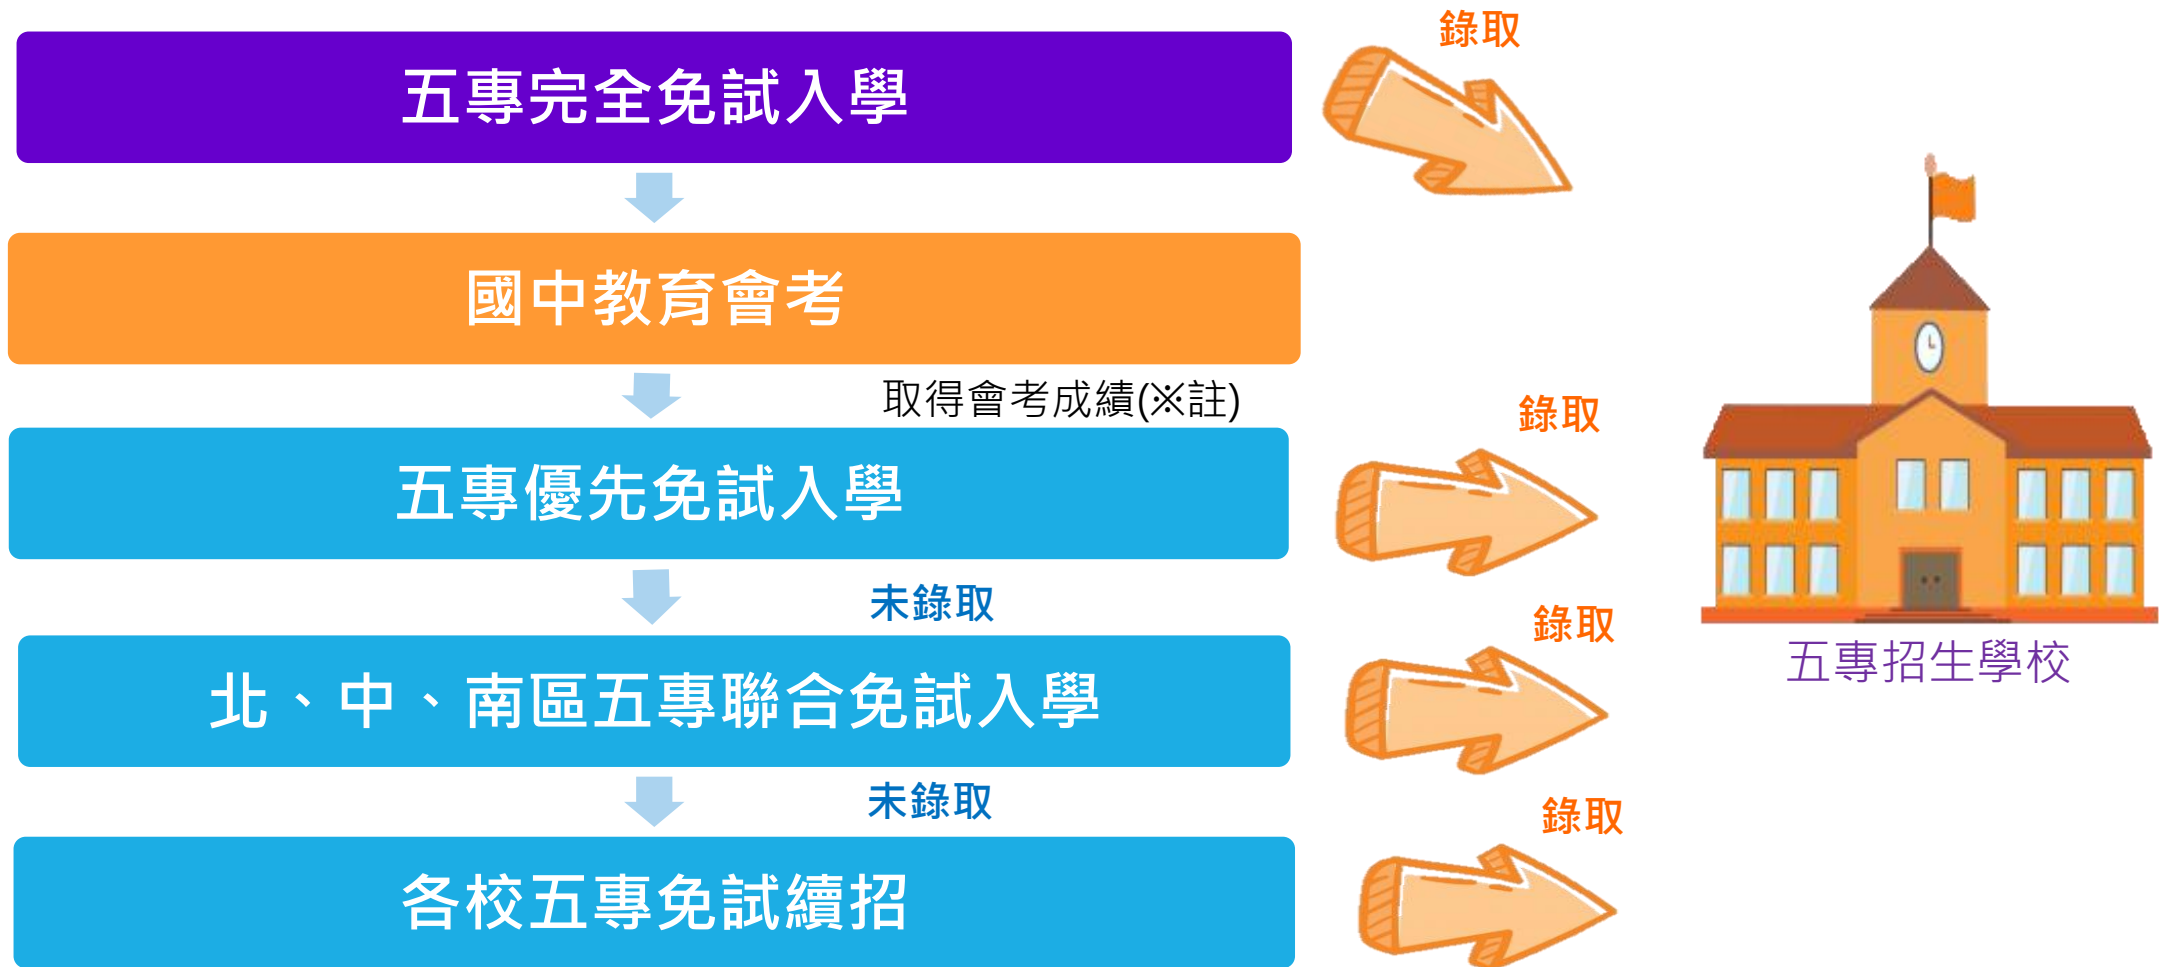 錄取
五專完全免試入學
國中教育會考
取得會考成績(※註)
錄取
五專優先免試入學
未錄取
錄取
北、中、南區五專聯合免試入學
五專招生學校
未錄取
錄取
各校五專免試續招